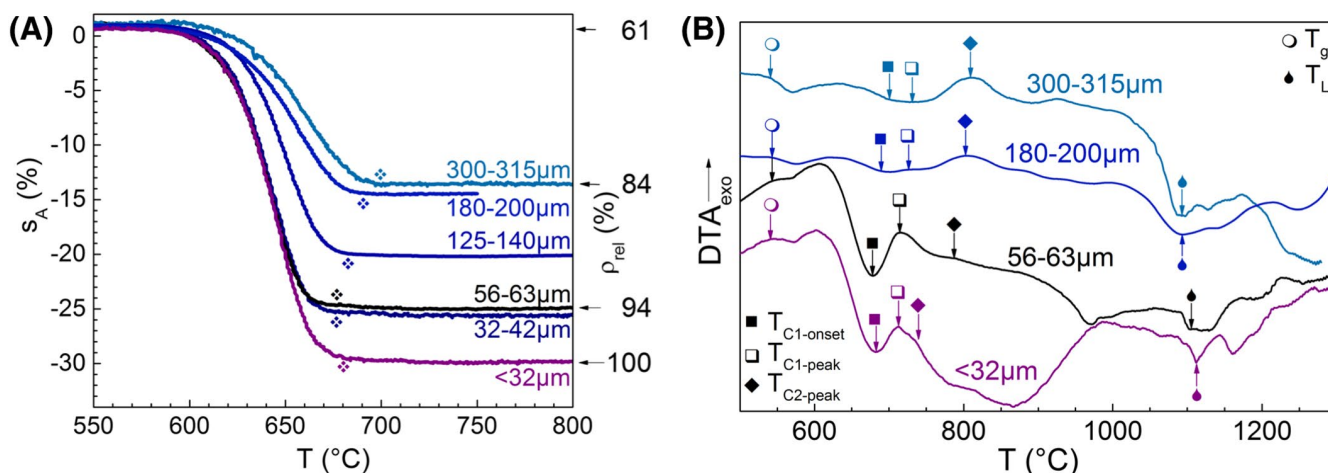 (A)
0
-5
-10
-15
-20
-25
-30
s_A (%)
300-315µm
180-200µm
125-140µm
56-63µm
32-42µm
<32µm
61
84
94
100
ρ_rel (%)
550 600 650 700 750 800
T (°C)
(B)
DTA_exo
T_g
T_L
300-315µm
180-200µm
56-63µm
<32µm
T_C1-onset
T_C1-peak
T_C2-peak
600 800 1000 1200
T (°C)